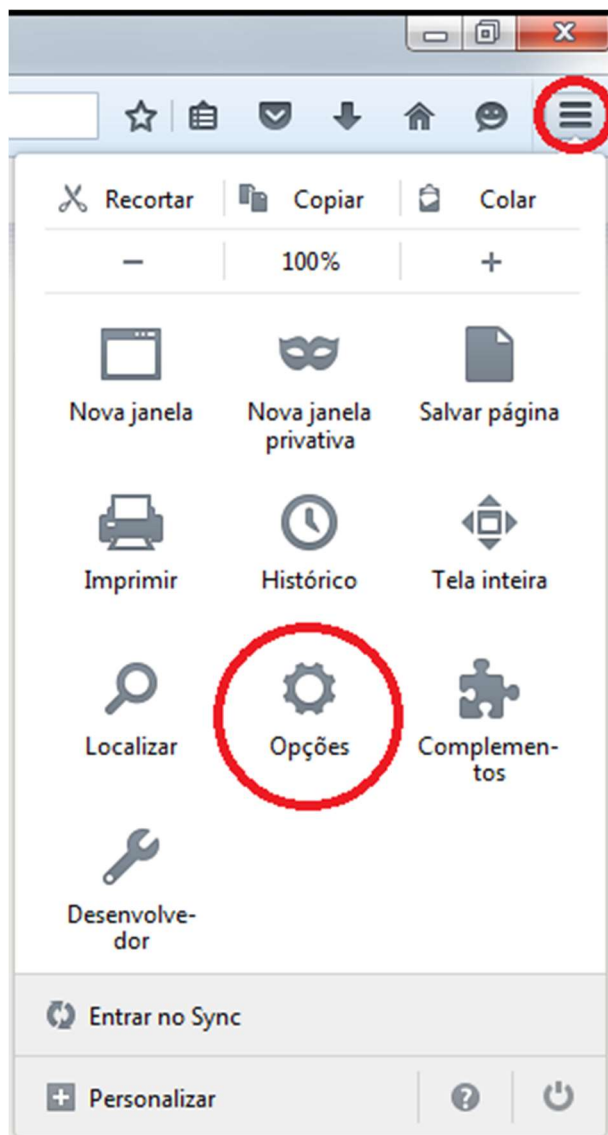 Recortar Copiar Colar
− 100% +
Nova janela Nova janela Salvar página
privativa
Imprimir Histórico Tela inteira
Localizar Opções Complemen-
tos
Desenvolve-
dor
Entrar no Sync
Personalizar